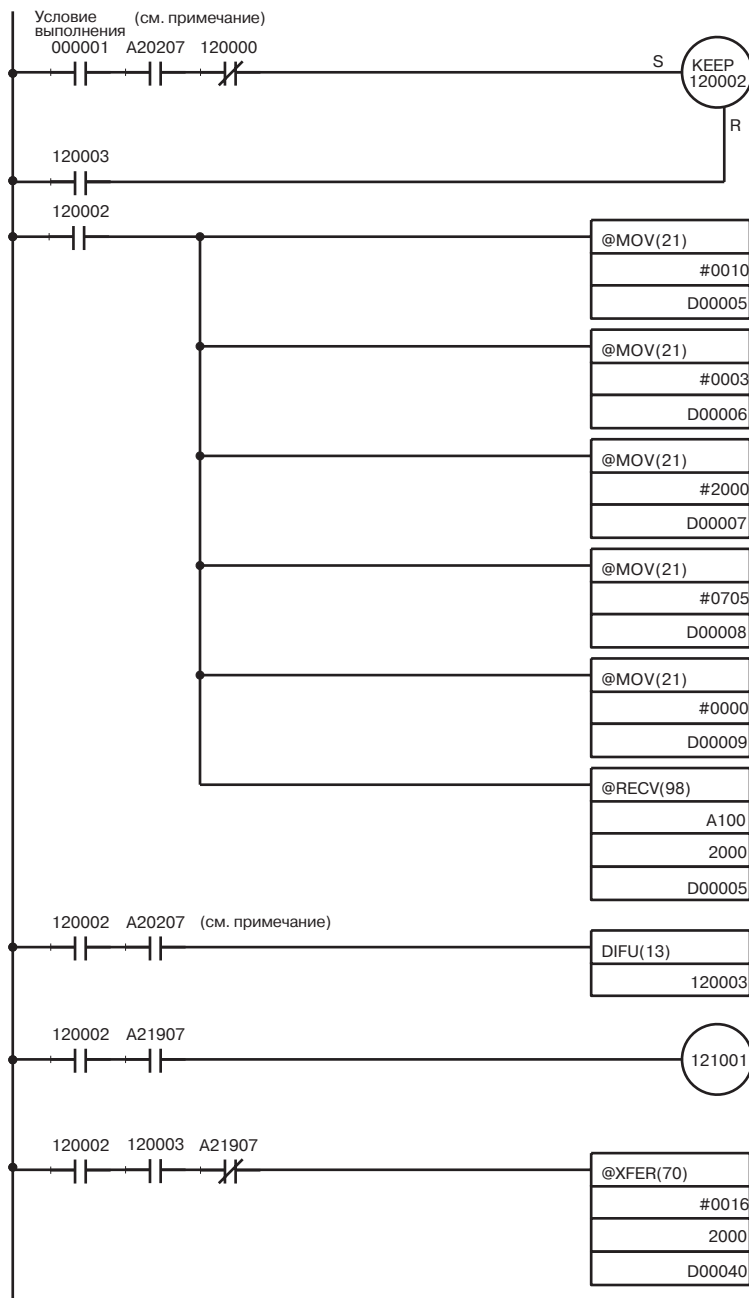 Условие (см. примечание)
выполнения
000001 A20207 120000
S
KEEP
120002
R
120003
120002
@MOV(21)
#0010
D00005
@MOV(21)
#0003
D00006
@MOV(21)
#2000
D00007
@MOV(21)
#0705
D00008
@MOV(21)
#0000
D00009
@RECV(98)
A100
2000
D00005
120002 A20207 (см. примечание)
DIFU(13)
120003
120002 A21907
121001
120002 120003 A21907
@XFER(70)
#0016
2000
D00040